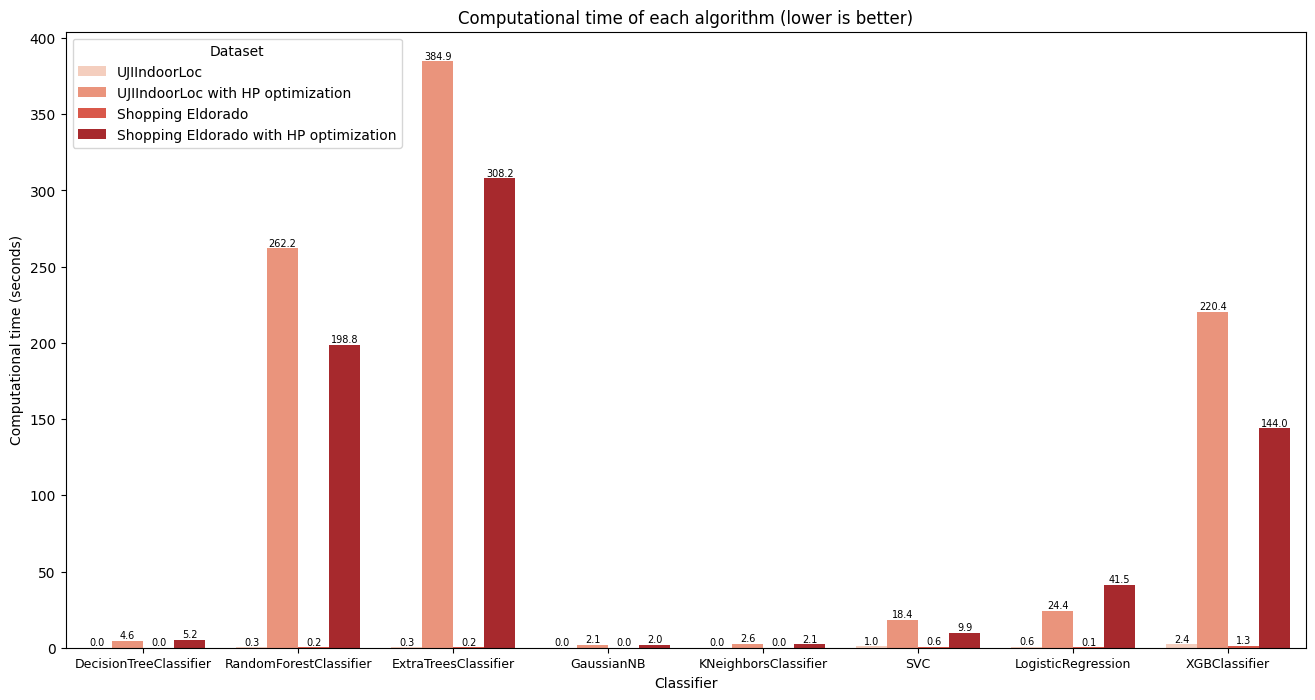 Computational time of each algorithm (lower is better)
Dataset
UJIIndoorLoc
UJIIndoorLoc with HP optimization
Shopping Eldorado
Shopping Eldorado with HP optimization
Computational time (seconds)
400
350
300
250
200
150
100
50
0
0.0 4.6 0.0 5.2
0.3 262.2 0.2 198.8
0.3 384.9 0.2 308.2
0.0 2.1 0.0 2.0
0.0 2.6 0.0 2.1
1.0 18.4 0.6 9.9
0.6 24.4 0.1 41.5
2.4 220.4 1.3 144.0
DecisionTreeClassifier RandomForestClassifier ExtraTreesClassifier GaussianNB KNeighborsClassifier SVC LogisticRegression XGBClassifier
Classifier